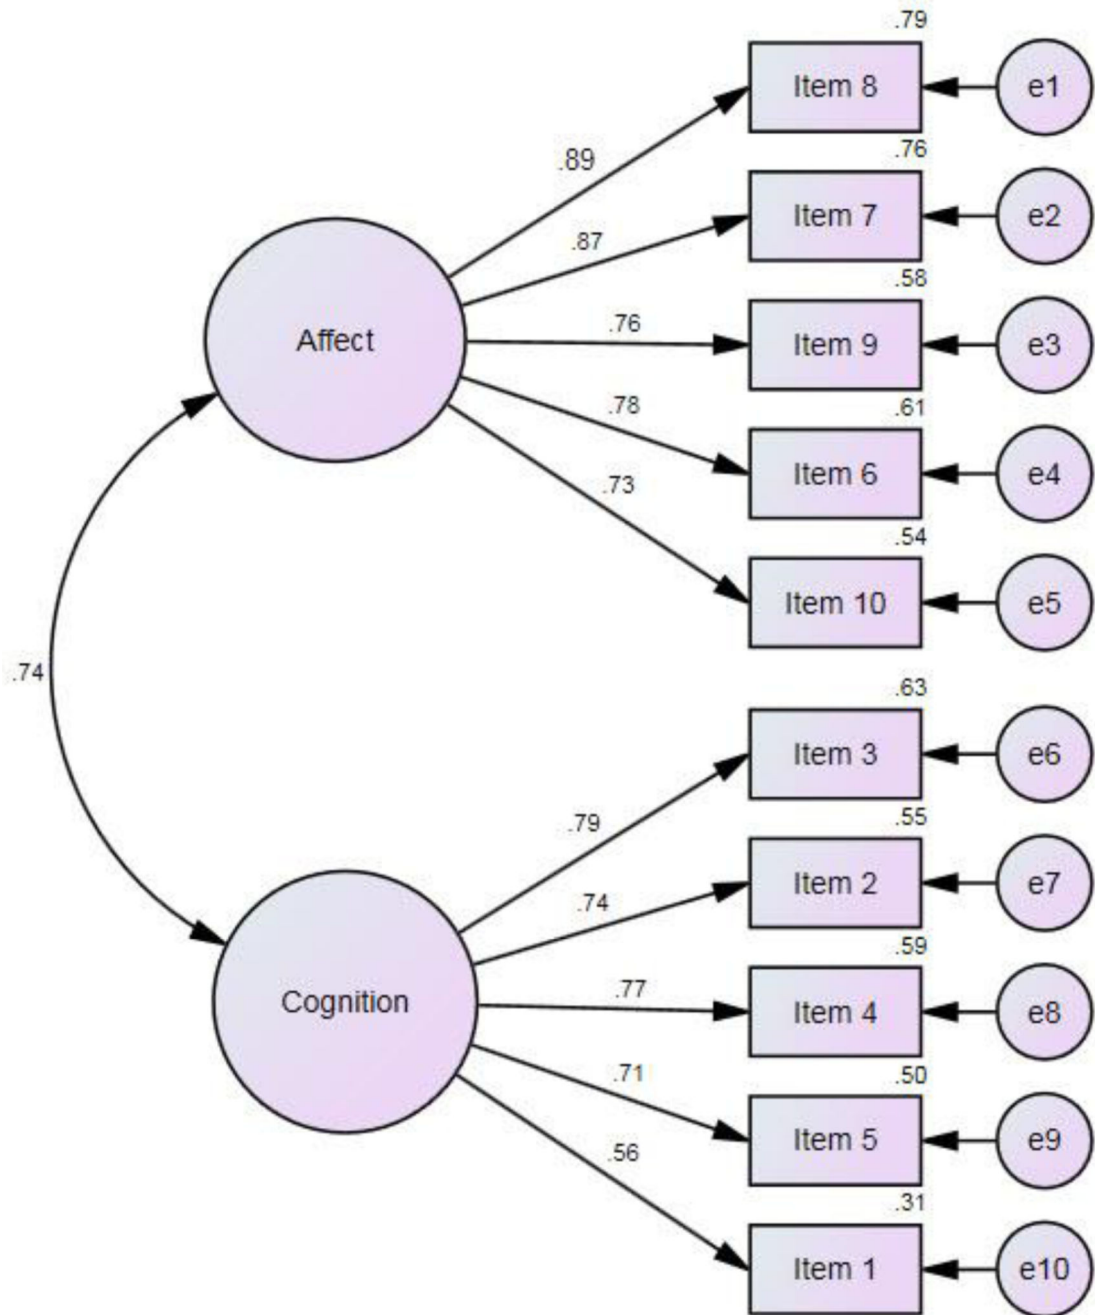 .79
Item 8
e1
.89
.76
Item 7
e2
.87
.58
Affect
.76
Item 9
e3
.61
.78
Item 6
e4
.73
.54
Item 10
e5
.74
.63
Item 3
e6
.79
.55
Item 2
e7
.74
.59
Cognition
.77
Item 4
e8
.50
.71
Item 5
e9
.56
.31
Item 1
e10